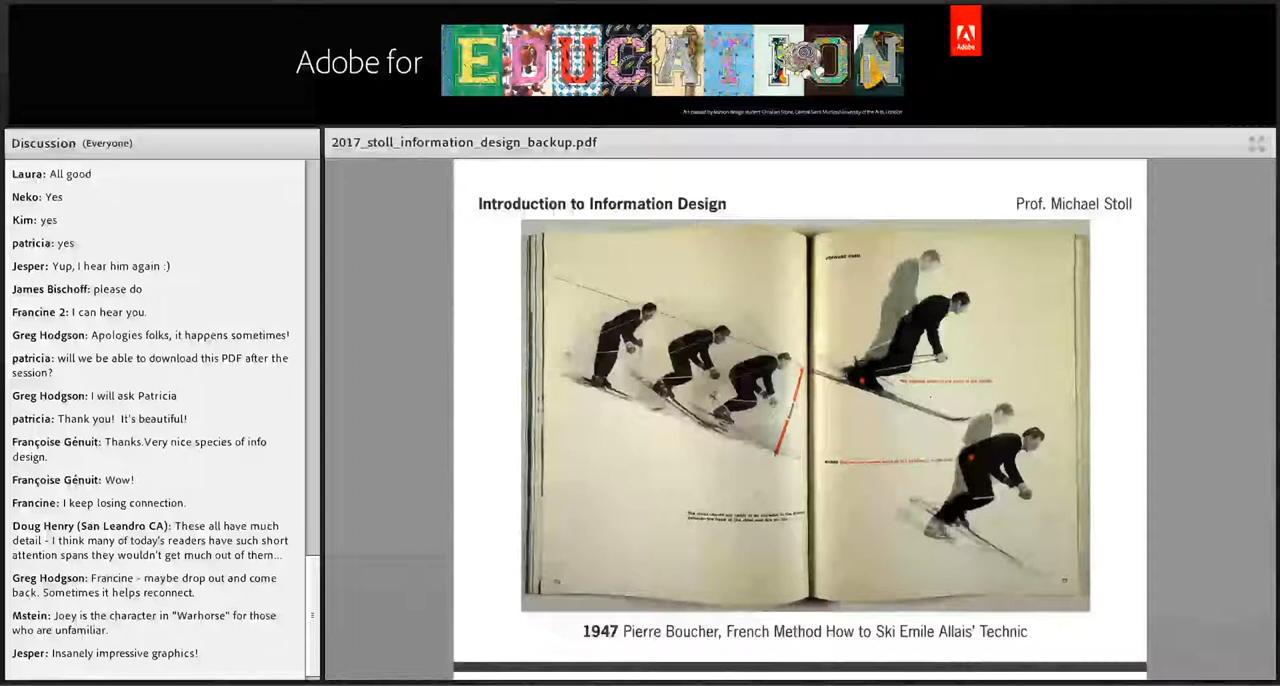 Adobe for EDUCATION
Adobe
Discussion (Everyone)
Laura: All good
Neko: Yes
Kim: yes
patricia: yes
Jesper: Yup, I hear him again :)
James Bischoff: please do
Francine 2: I can hear you.
Greg Hodgson: Apologies folks, it happens sometimes!
patricia: will we be able to download this PDF after the
session?
Greg Hodgson: I will ask Patricia
patricia: Thank you! It's beautiful!
Françoise Génuit: Thanks.Very nice species of info
design.
Françoise Génuit: Wow!
Francine: I keep losing connection.
Doug Henry (San Leandro CA): These all have much
detail - I think many of today's readers have such short
attention spans they wouldn't get much out of them...
Greg Hodgson: Francine - maybe drop out and come
back. Sometimes it helps reconnect.
Mstein: Joey is the character in "Warhorse" for those
who are unfamiliar.
Jesper: Insanely impressive graphics!
2017_stoll_information_design_backup.pdf
Introduction to Information Design
Prof. Michael Stoll
1947 Pierre Boucher, French Method How to Ski Emile Allais' Technic